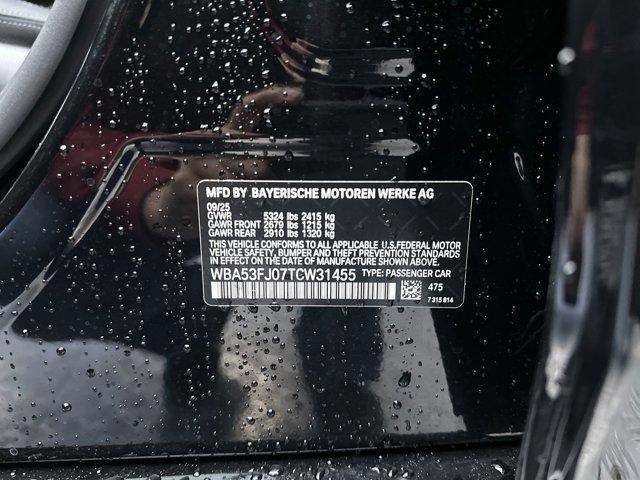 MFD BY BAYERISCHE MOTOREN WERKE AG
09/25
GVWR 5324 lbs 2415 kg
GAWR FRONT 2679 lbs 1215 kg
GAWR REAR 2910 lbs 1320 kg
THIS VEHICLE CONFORMS TO ALL APPLICABLE U.S. FEDERAL MOTOR
VEHICLE SAFETY, BUMPER AND THEFT PREVENTION STANDARDS
IN EFFECT ON THE DATE OF MANUFACTURE SHOWN ABOVE.
WBA53FJ07TCW31455 TYPE: PASSENGER CAR
475
7 315 814